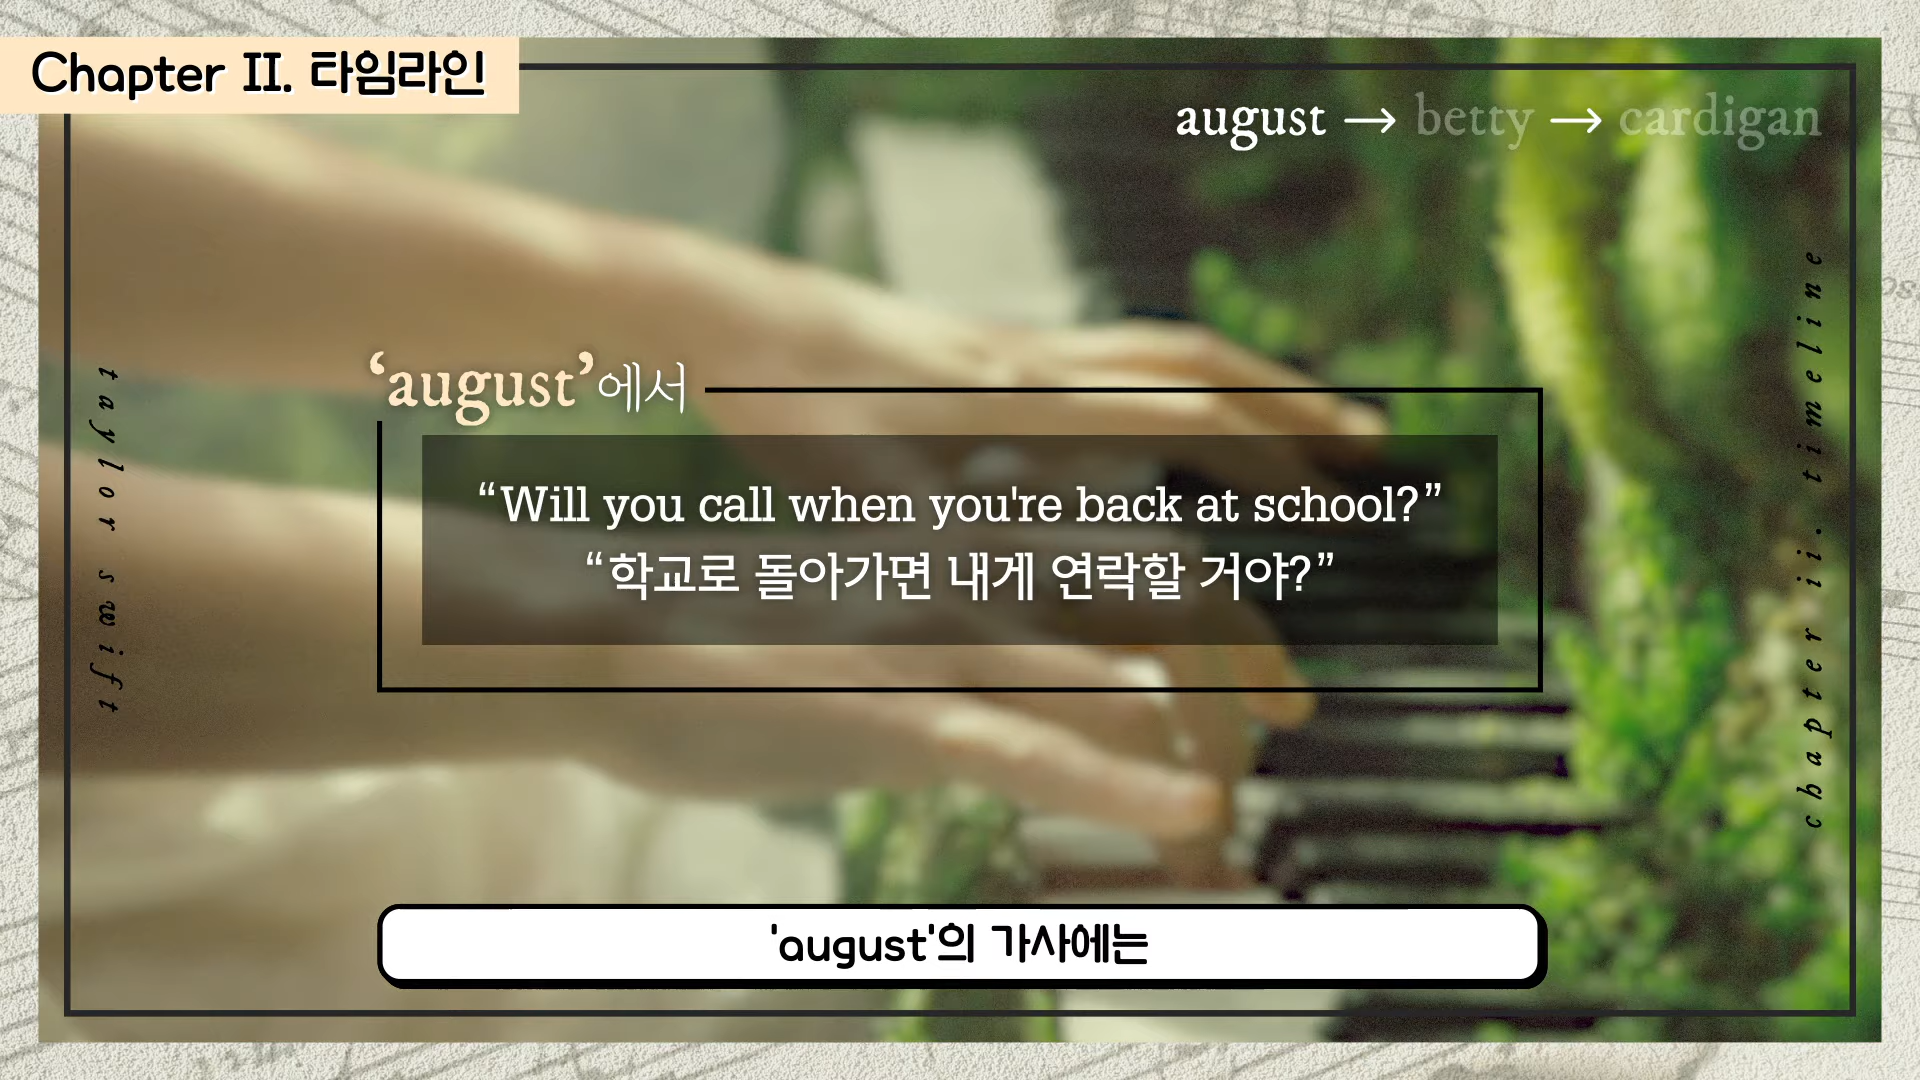 Chapter II. 타임라인
august → betty → cardigan
taylor swift
chapter ii. timeline
‘august’에서
“Will you call when you're back at school?”
“학교로 돌아가면 내게 연락할 거야?”
'august'의 가사에는